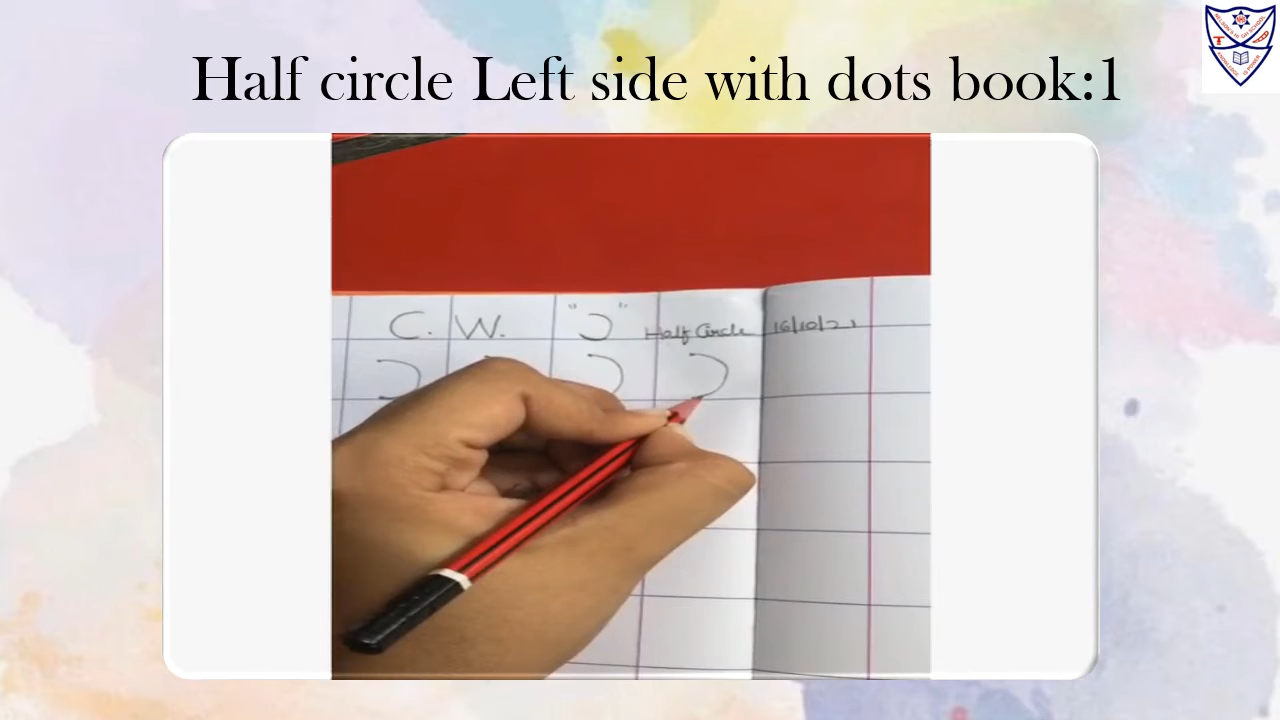 Half circle Left side with dots book:1
C. W. "Ɔ" Half Circle 16/10/21